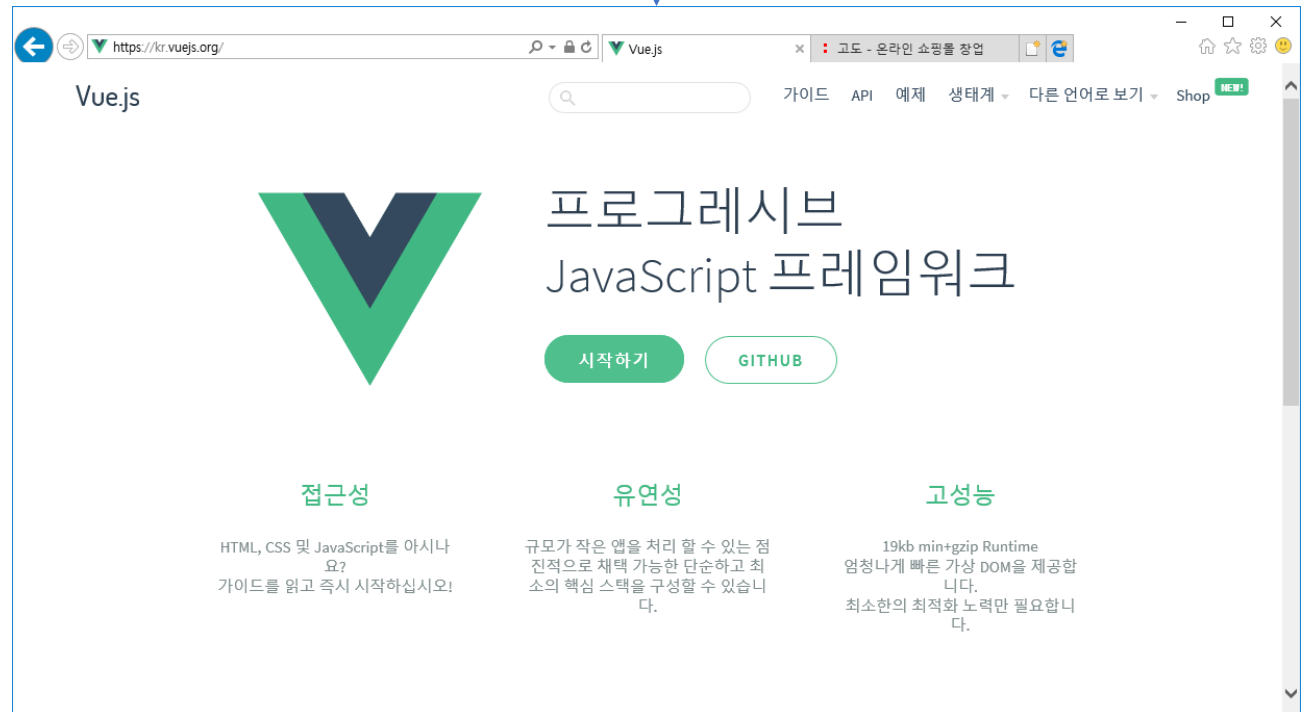 https://kr.vuejs.org/
Vue.js
고도 - 온라인 쇼핑몰 창업
Vue.js
가이드
API
예제
생태계
다른 언어로 보기
Shop
NEW!
프로그레시브
JavaScript 프레임워크
시작하기
GITHUB
접근성
HTML, CSS 및 JavaScript를 아시나
요?
가이드를 읽고 즉시 시작하십시오!
유연성
규모가 작은 앱을 처리 할 수 있는 점
진적으로 채택 가능한 단순하고 최
소의 핵심 스택을 구성할 수 있습니
다.
고성능
19kb min+gzip Runtime
엄청나게 빠른 가상 DOM을 제공합
니다.
최소한의 최적화 노력만 필요합니
다.